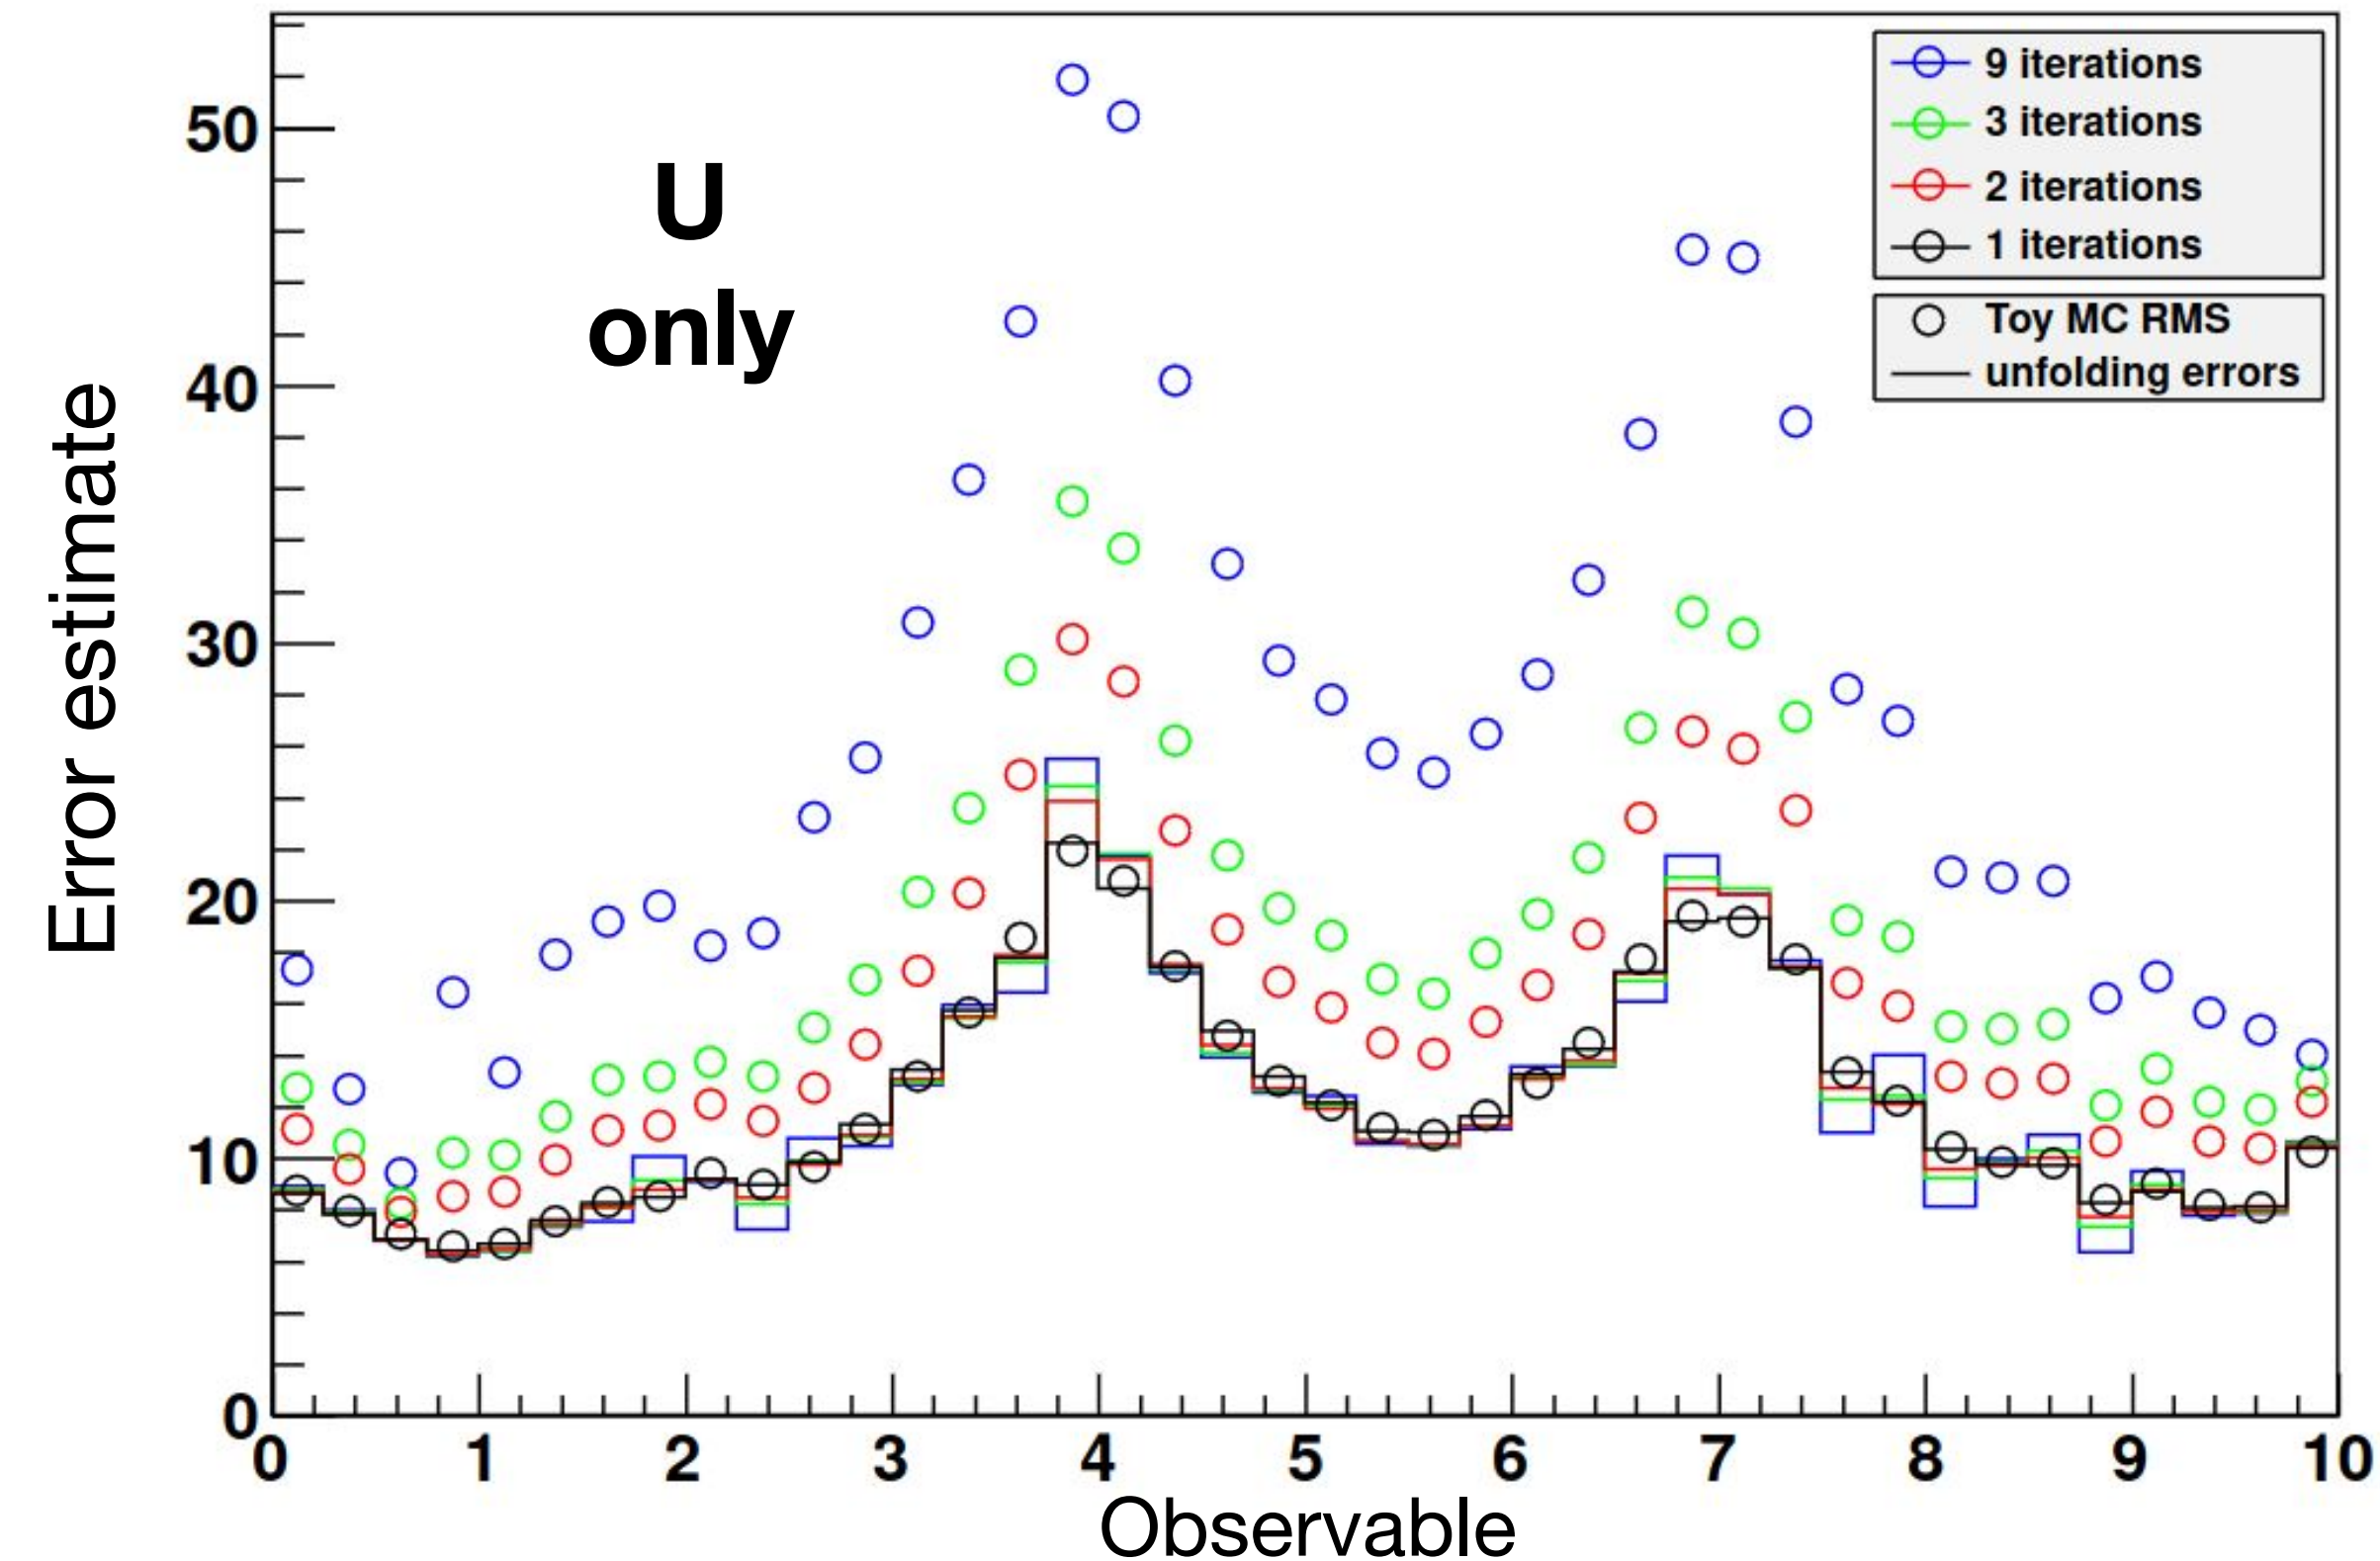 U
only
9 iterations
3 iterations
2 iterations
1 iterations
Toy MC RMS
unfolding errors
Error estimate
50
40
30
20
10
0
0 1 2 3 4 5 6 7 8 9 10
Observable